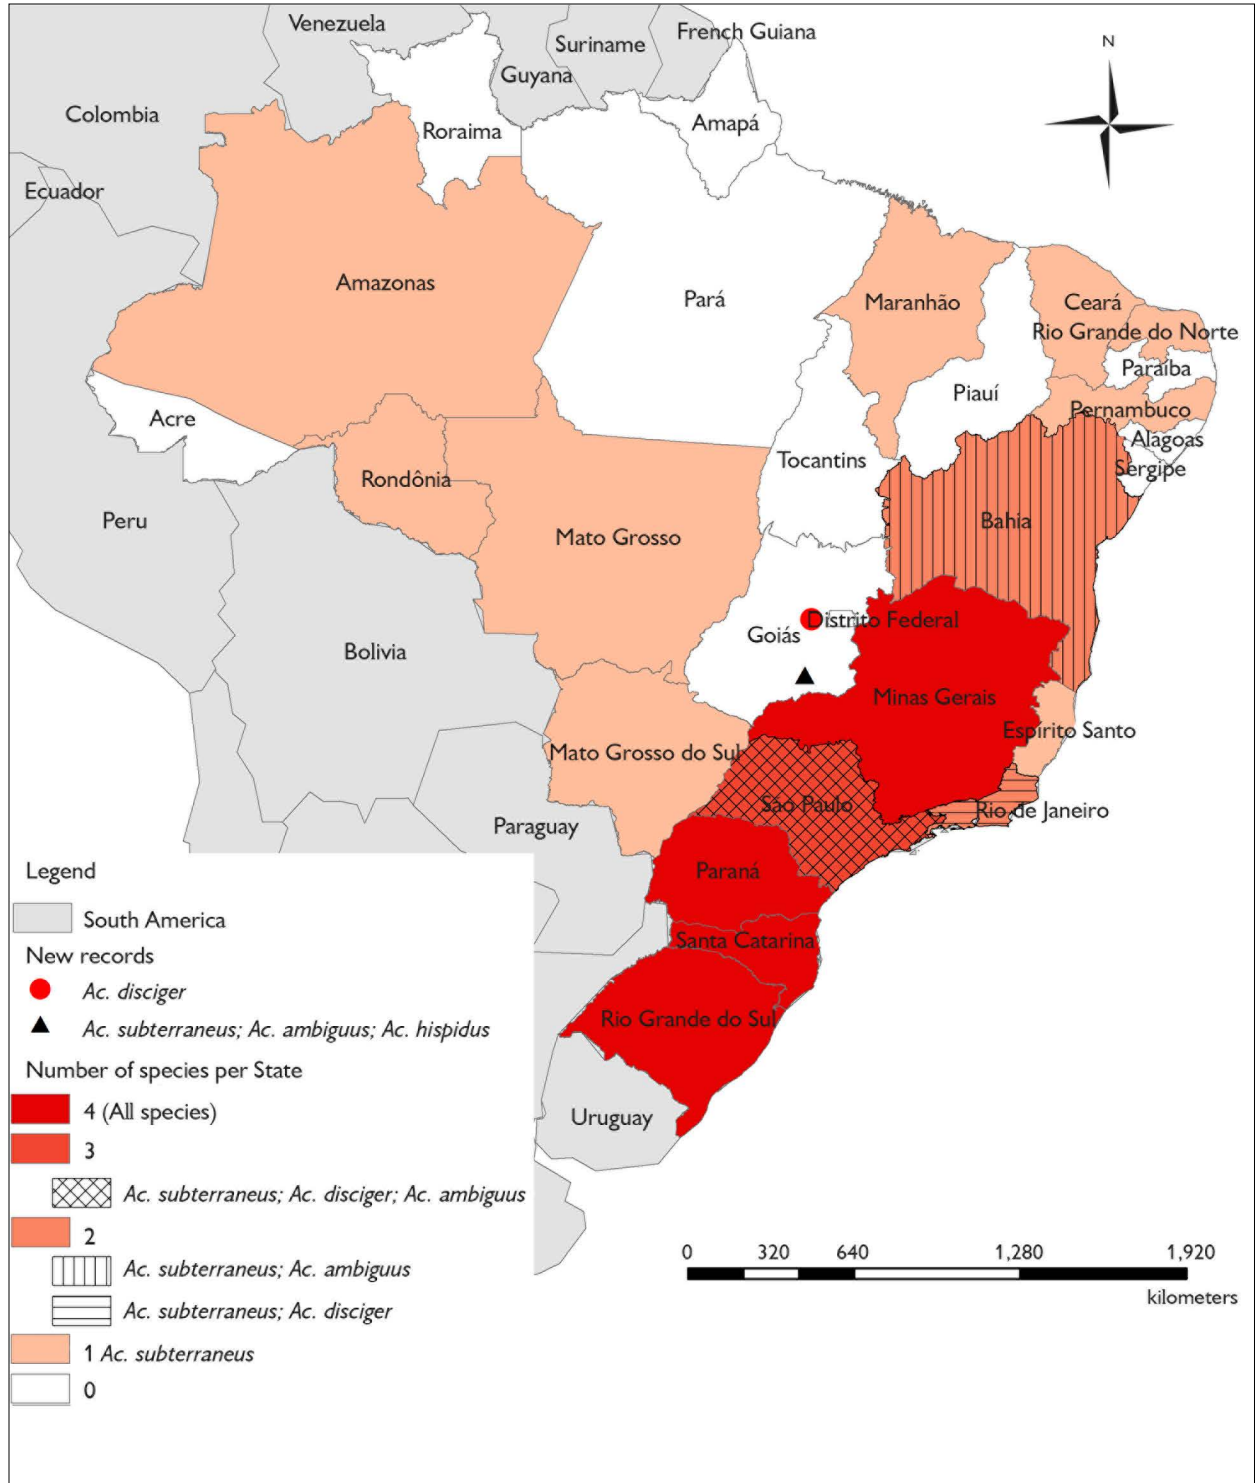 Venezuela
French Guiana
Suriname
N
Guyana
Colombia
Amapá
Roraima
Ecuador
Amazonas
Pará
Maranhão
Ceará
Rio Grande do Norte
Paraíba
Piauí
Pernambuco
Acre
Alagoas
Tocantins
Sergipe
Rondônia
Peru
Bahia
Mato Grosso
Distrito Federal
Goiás
Bolivia
Minas Gerais
Espírito Santo
Mato Grosso do Sul
São Paulo
Rio de Janeiro
Paraguay
Paraná
Santa Catarina
Rio Grande do Sul
Uruguay
Legend
South America
New records
Ac. disciger
Ac. subterraneus; Ac. ambiguus; Ac. hispidus
Number of species per State
4 (All species)
3
Ac. subterraneus; Ac. disciger; Ac. ambiguus
2
Ac. subterraneus; Ac. ambiguus
Ac. subterraneus; Ac. disciger
1 Ac. subterraneus
0
0 320 640 1,280 1,920
kilometers